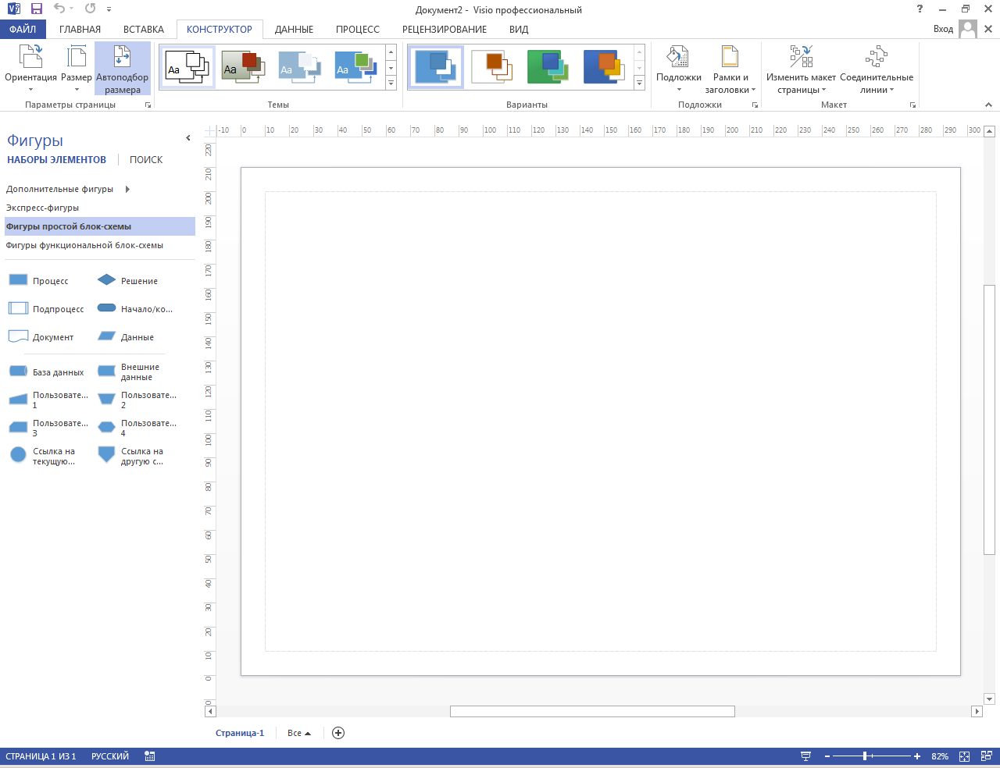 Документ2 - Visio профессиональный
ФАЙЛ ГЛАВНАЯ ВСТАВКА КОНСТРУКТОР ДАННЫЕ ПРОЦЕСС РЕЦЕНЗИРОВАНИЕ ВИД Вход
Ориентация Размер Автоподбор размера
Aa Aa Aa Aa
Подложки Рамки и заголовки
Изменить макет страницы Соединительные линии
Параметры страницы Темы Варианты Подложки Макет
Фигуры
НАБОРЫ ЭЛЕМЕНТОВ ПОИСК
Дополнительные фигуры
Экспресс-фигуры
Фигуры простой блок-схемы
Фигуры функциональной блок-схемы
Процесс Решение
Подпроцесс Начало/ко...
Документ Данные
База данных Внешние данные
Пользовате... 1 Пользовате... 2
Пользовате... 3 Пользовате... 4
Ссылка на текущую... Ссылка на другую с...
-10 0 10 20 30 40 50 60 70 80 90 100 110 120 130 140 150 160 170 180 190 200 210 220 230 240 250 260 270 280 290 300
220
210
200
190
180
170
160
150
140
130
120
110
100
90
80
70
60
50
40
30
20
10
0
Страница-1 Все
СТРАНИЦА 1 ИЗ 1 РУССКИЙ 82%